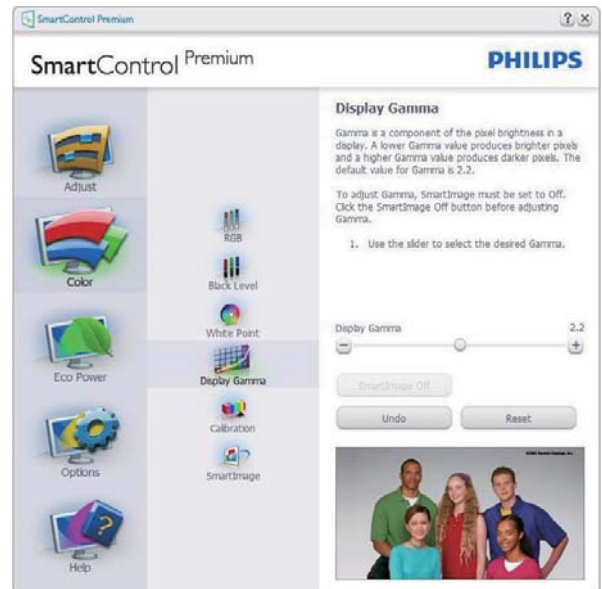 SmartControl Premium
? ×
SmartControl Premium
PHILIPS
Adjust
Color
Eco Power
Options
Help
RGB
Black Level
White Point
Display Gamma
Calibration
SmartImage
Display Gamma
Gamma is a component of the pixel brightness in a
display. A lower Gamma value produces brighter pixels
and a higher Gamma value produces darker pixels. The
default value for Gamma is 2.2.
To adjust Gamma, SmartImage must be set to Off.
Click the SmartImage Off button before adjusting
Gamma.
1. Use the slider to select the desired Gamma.
Display Gamma 2.2
SmartImage Off
Undo Reset